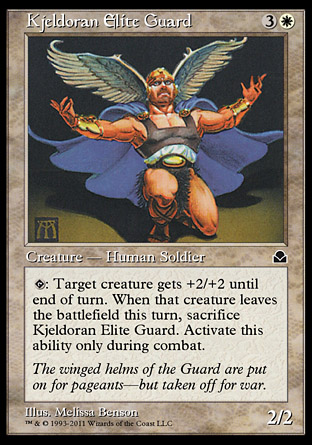 Kjeldoran Elite Guard 3
Creature — Human Soldier
: Target creature gets +2/+2 until
end of turn. When that creature leaves
the battlefield this turn, sacrifice
Kjeldoran Elite Guard. Activate this
ability only during combat.
The winged helms of the Guard are put
on for pageants—but taken off for war.
Illus. Melissa Benson
™ & © 1993-2011 Wizards of the Coast LLC
2/2